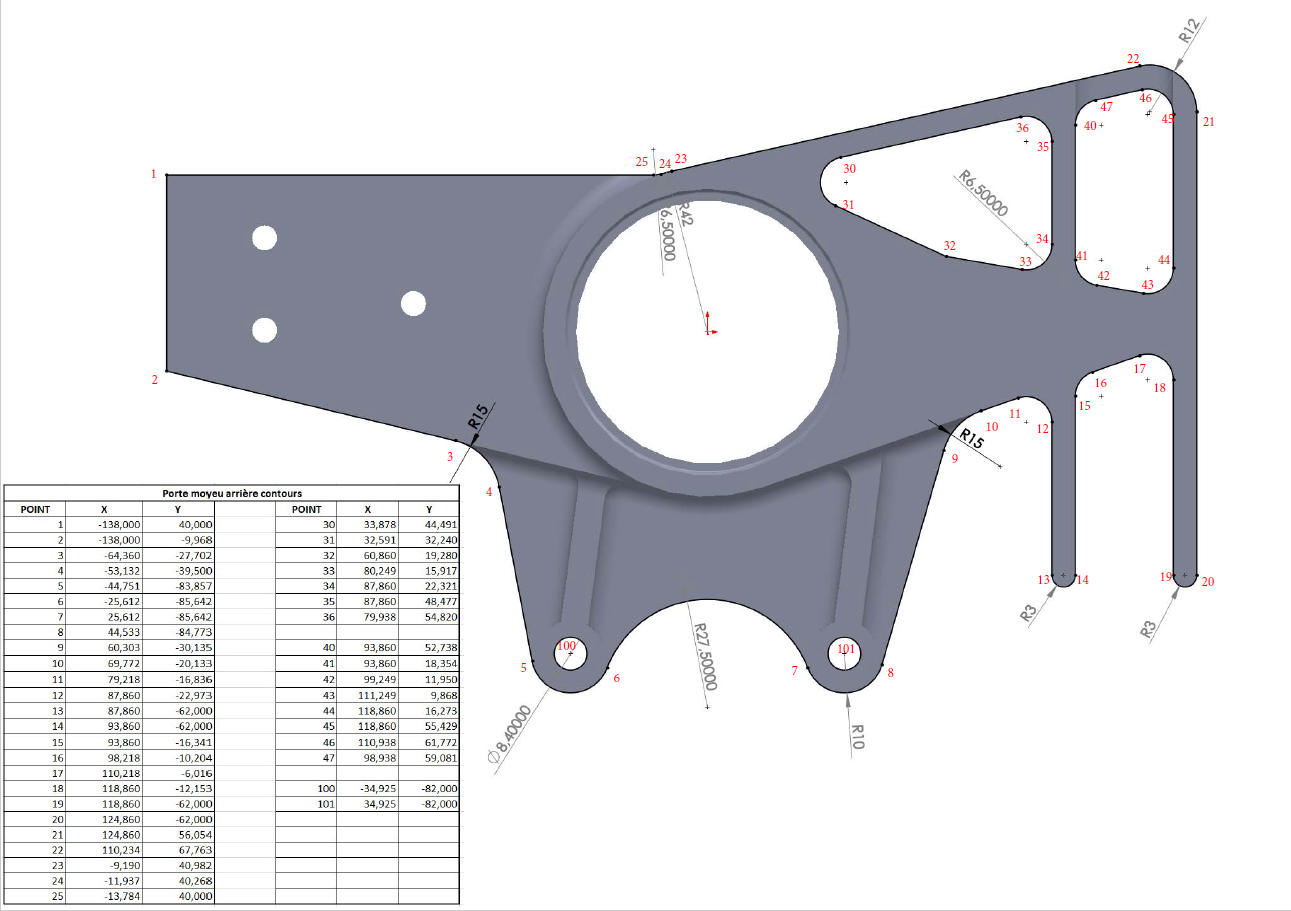 R12
22
46
47
45
21
40
36
35
23
24
25
1
30
R6,50000
31
R42
6,50000
34
32
33
41
44
42
43
2
17
16
18
15
R15
11
12
10
R15
9
3
4
13
14
19
20
R3
R3
100
101
5
6
7
8
R27,50000
∅8,40000
R10
Porte moyeu arrière contours
POINT X Y POINT X Y
1 -138,000 40,000 30 33,878 44,491
2 -138,000 -9,968 31 32,591 32,240
3 -64,360 -27,702 32 60,860 19,280
4 -53,132 -39,500 33 80,249 15,917
5 -44,751 -83,857 34 87,860 22,321
6 -25,612 -85,642 35 87,860 48,477
7 25,612 -85,642 36 79,938 54,820
8 44,533 -84,773
9 60,303 -30,135 40 93,860 52,738
10 69,772 -20,133 41 93,860 18,354
11 79,218 -16,836 42 99,249 11,950
12 87,860 -22,973 43 111,249 9,868
13 87,860 -62,000 44 118,860 16,273
14 93,860 -62,000 45 118,860 55,429
15 93,860 -16,341 46 110,938 61,772
16 98,218 -10,204 47 98,938 59,081
17 110,218 -6,016
18 118,860 -12,153 100 -34,925 -82,000
19 118,860 -62,000 101 34,925 -82,000
20 124,860 -62,000
21 124,860 56,054
22 110,234 67,763
23 -9,190 40,982
24 -11,937 40,268
25 -13,784 40,000